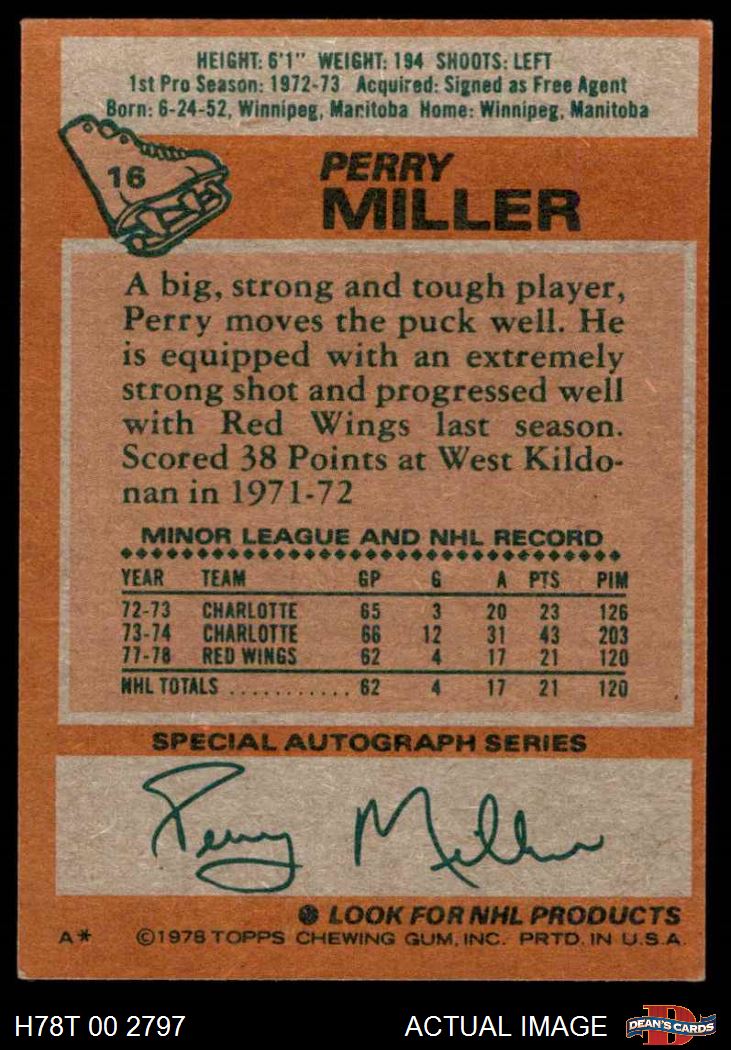 HEIGHT: 6'1" WEIGHT: 194 SHOOTS: LEFT
1st Pro Season: 1972-73 Acquired: Signed as Free Agent
Born: 6-24-52, Winnipeg, Manitoba Home: Winnipeg, Manitoba
16
PERRY
MILLER
A big, strong and tough player,
Perry moves the puck well. He
is equipped with an extremely
strong shot and progressed well
with Red Wings last season.
Scored 38 Points at West Kildo-
nan in 1971-72
MINOR LEAGUE AND NHL RECORD
YEAR TEAM GP G A PTS PIM
72-73 CHARLOTTE 65 3 20 23 126
73-74 CHARLOTTE 66 12 31 43 203
77-78 RED WINGS 62 4 17 21 120
NHL TOTALS ........... 62 4 17 21 120
SPECIAL AUTOGRAPH SERIES
Perry Miller
LOOK FOR NHL PRODUCTS
A* ©1978 TOPPS CHEWING GUM, INC. PRTD. IN U.S.A.
H78T 00 2797 ACTUAL IMAGE DEAN'S CARDS